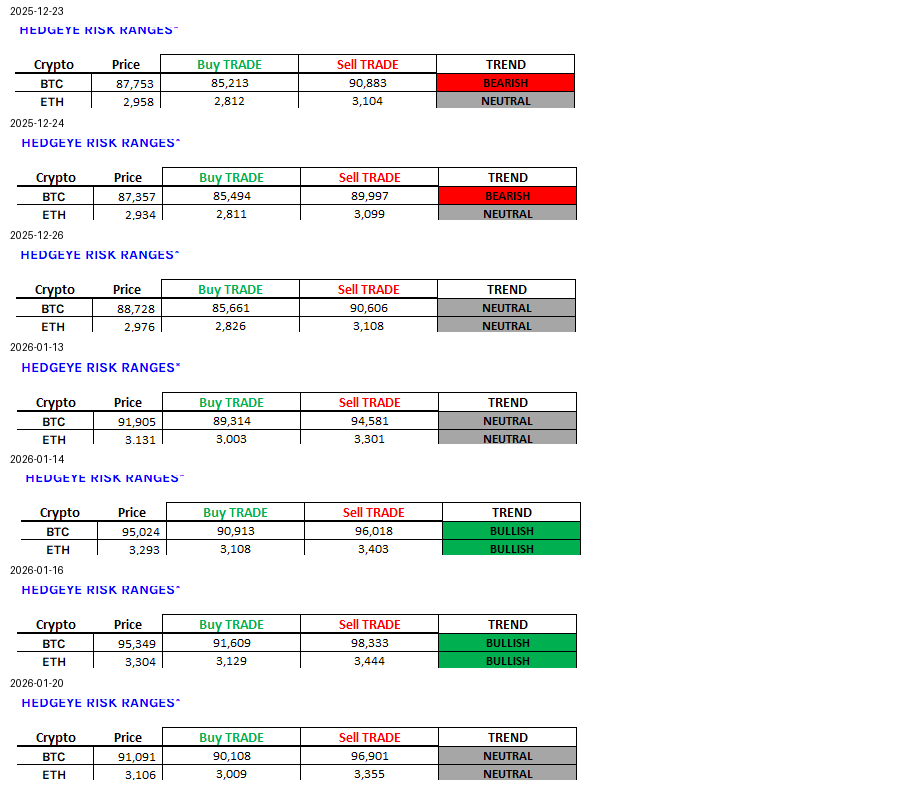 2025-12-23
HEDGEYE RISK RANGES*
Crypto Price Buy TRADE Sell TRADE TREND
BTC 87,753 85,213 90,883 BEARISH
ETH 2,958 2,812 3,104 NEUTRAL
2025-12-24
HEDGEYE RISK RANGES*
Crypto Price Buy TRADE Sell TRADE TREND
BTC 87,357 85,494 89,997 BEARISH
ETH 2,934 2,811 3,099 NEUTRAL
2025-12-26
HEDGEYE RISK RANGES*
Crypto Price Buy TRADE Sell TRADE TREND
BTC 88,728 85,661 90,606 NEUTRAL
ETH 2,976 2,826 3,108 NEUTRAL
2026-01-13
HEDGEYE RISK RANGES*
Crypto Price Buy TRADE Sell TRADE TREND
BTC 91,905 89,314 94,581 NEUTRAL
ETH 3,131 3,003 3,301 NEUTRAL
2026-01-14
HEDGEYE RISK RANGES*
Crypto Price Buy TRADE Sell TRADE TREND
BTC 95,024 90,913 96,018 BULLISH
ETH 3,293 3,108 3,403 BULLISH
2026-01-16
HEDGEYE RISK RANGES*
Crypto Price Buy TRADE Sell TRADE TREND
BTC 95,349 91,609 98,333 BULLISH
ETH 3,304 3,129 3,444 BULLISH
2026-01-20
HEDGEYE RISK RANGES*
Crypto Price Buy TRADE Sell TRADE TREND
BTC 91,091 90,108 96,901 NEUTRAL
ETH 3,106 3,009 3,355 NEUTRAL